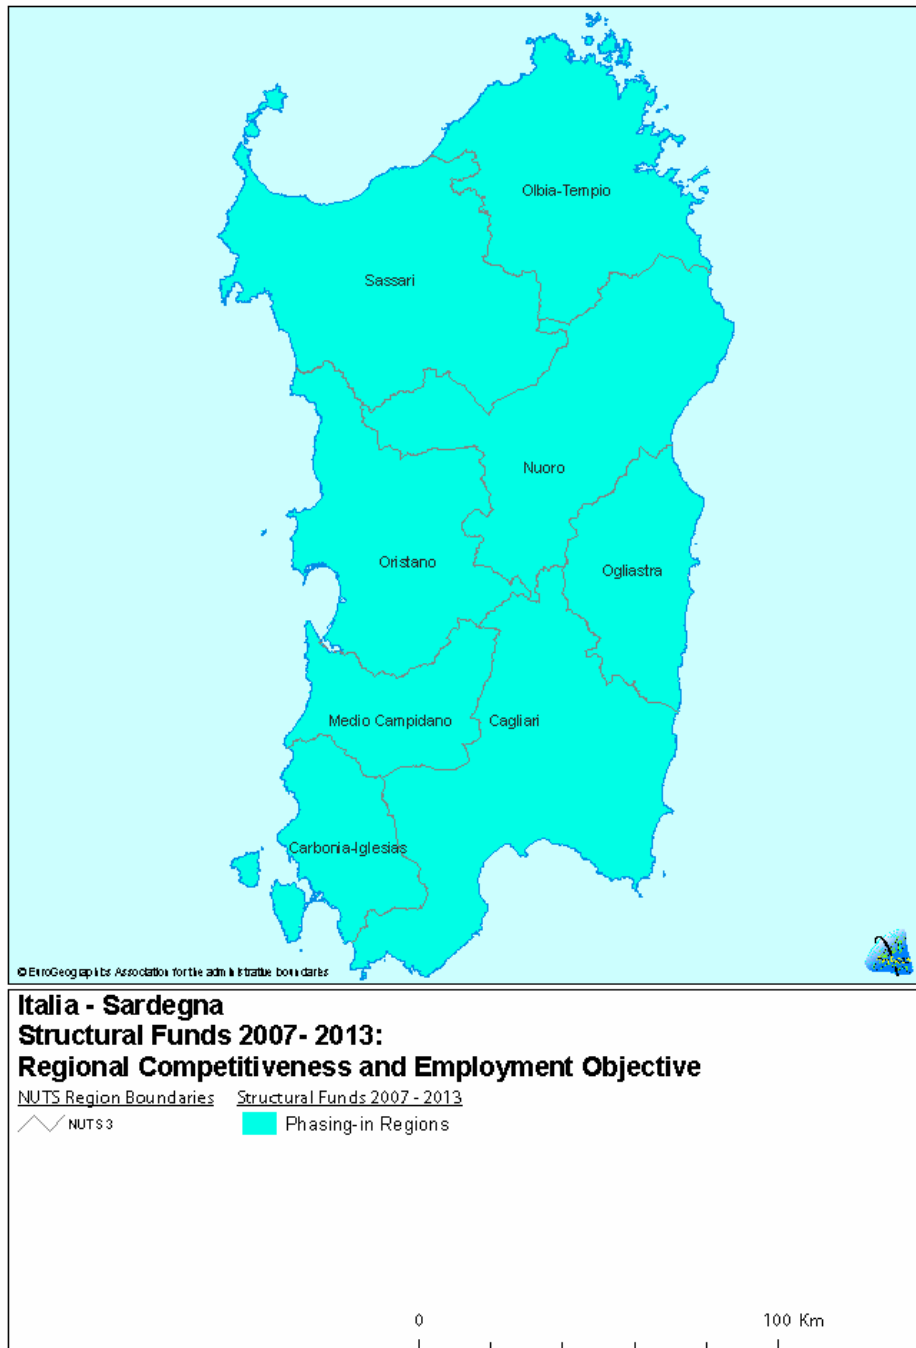 Olbia-Tempio
Sassari
Nuoro
Oristano
Ogliastra
Medio Campidano
Cagliari
Carbonia-Iglesias
© EuroGeographics Association for the administrative boundaries
Italia - Sardegna
Structural Funds 2007- 2013:
Regional Competitiveness and Employment Objective
NUTS Region Boundaries
NUTS 3
Structural Funds 2007 - 2013
Phasing-in Regions
0
100 Km